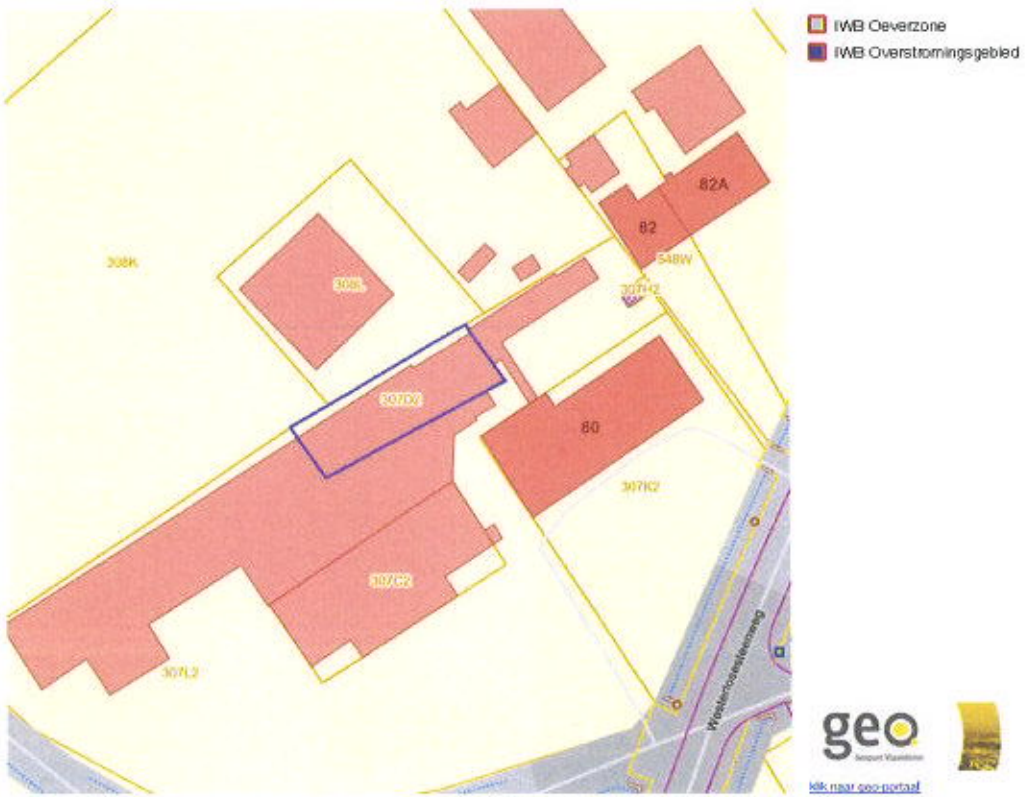 IWB Oeverzone
IWB Overstromingsgebied
82A
82
548W
308K
308L
307H2
307D2
80
307K2
307C2
307L2
Westerlosesteenweg
geo
klik naar geo-portaal